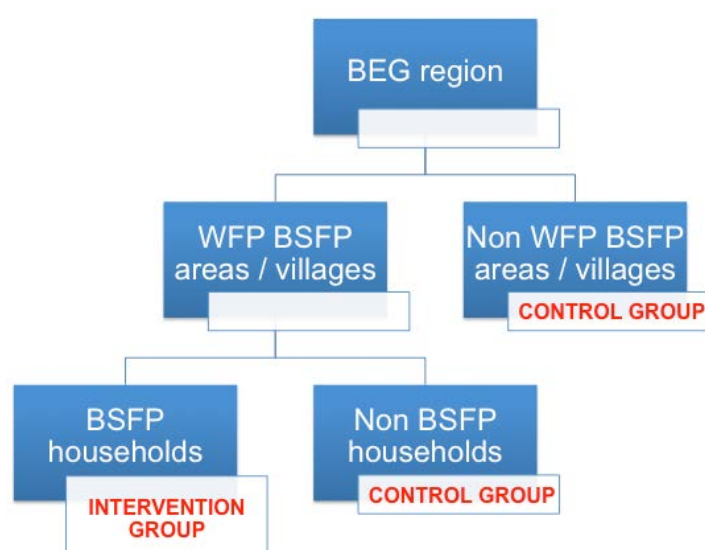 BEG region
WFP BSFP
areas / villages
Non WFP BSFP
areas / villages
CONTROL GROUP
BSFP
households
INTERVENTION
GROUP
Non BSFP
households
CONTROL GROUP